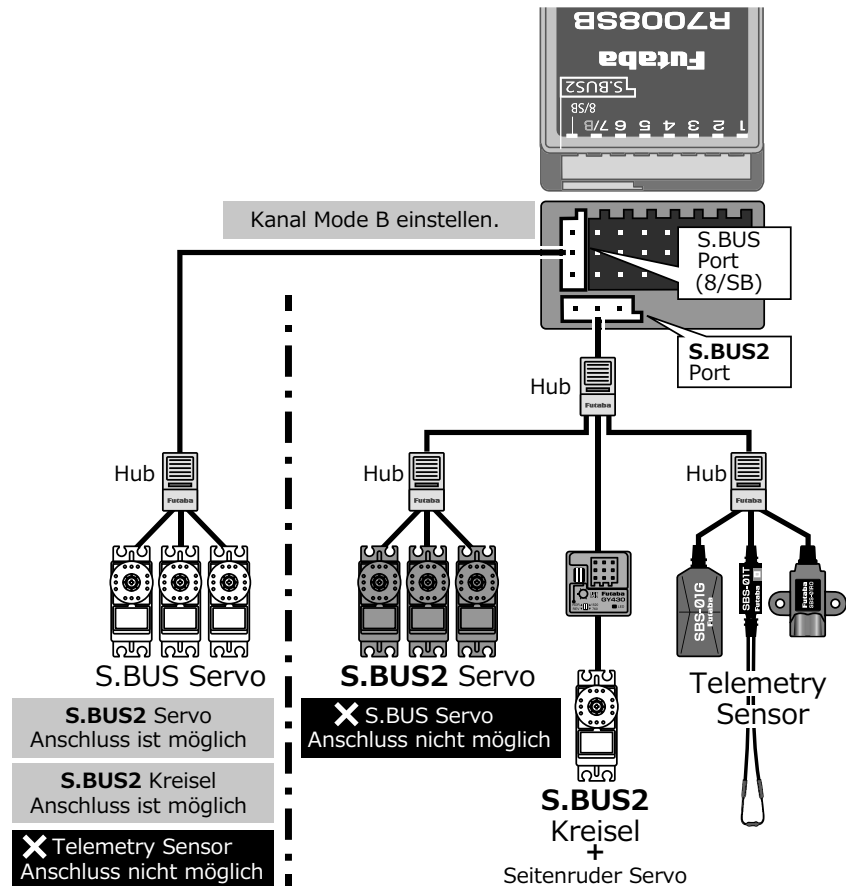 R7008SB
Futaba
S.BUS2
8/SB
7/B 6 5 4 3 2 1
Kanal Mode B einstellen.
S.BUS
Port
(8/SB)
S.BUS2
Port
Hub
Futaba
Hub
Futaba
Hub
Futaba
Hub
Futaba
Futaba
GY430
SBS-01G
Futaba
SBS-01T
Futaba
Futaba
S.BUS Servo
S.BUS2 Servo
Telemetry
Sensor
S.BUS2 Servo
Anschluss ist möglich
S.BUS Servo
Anschluss nicht möglich
S.BUS2 Kreisel
Anschluss ist möglich
Telemetry Sensor
Anschluss nicht möglich
S.BUS2
Kreisel
+
Seitenruder Servo